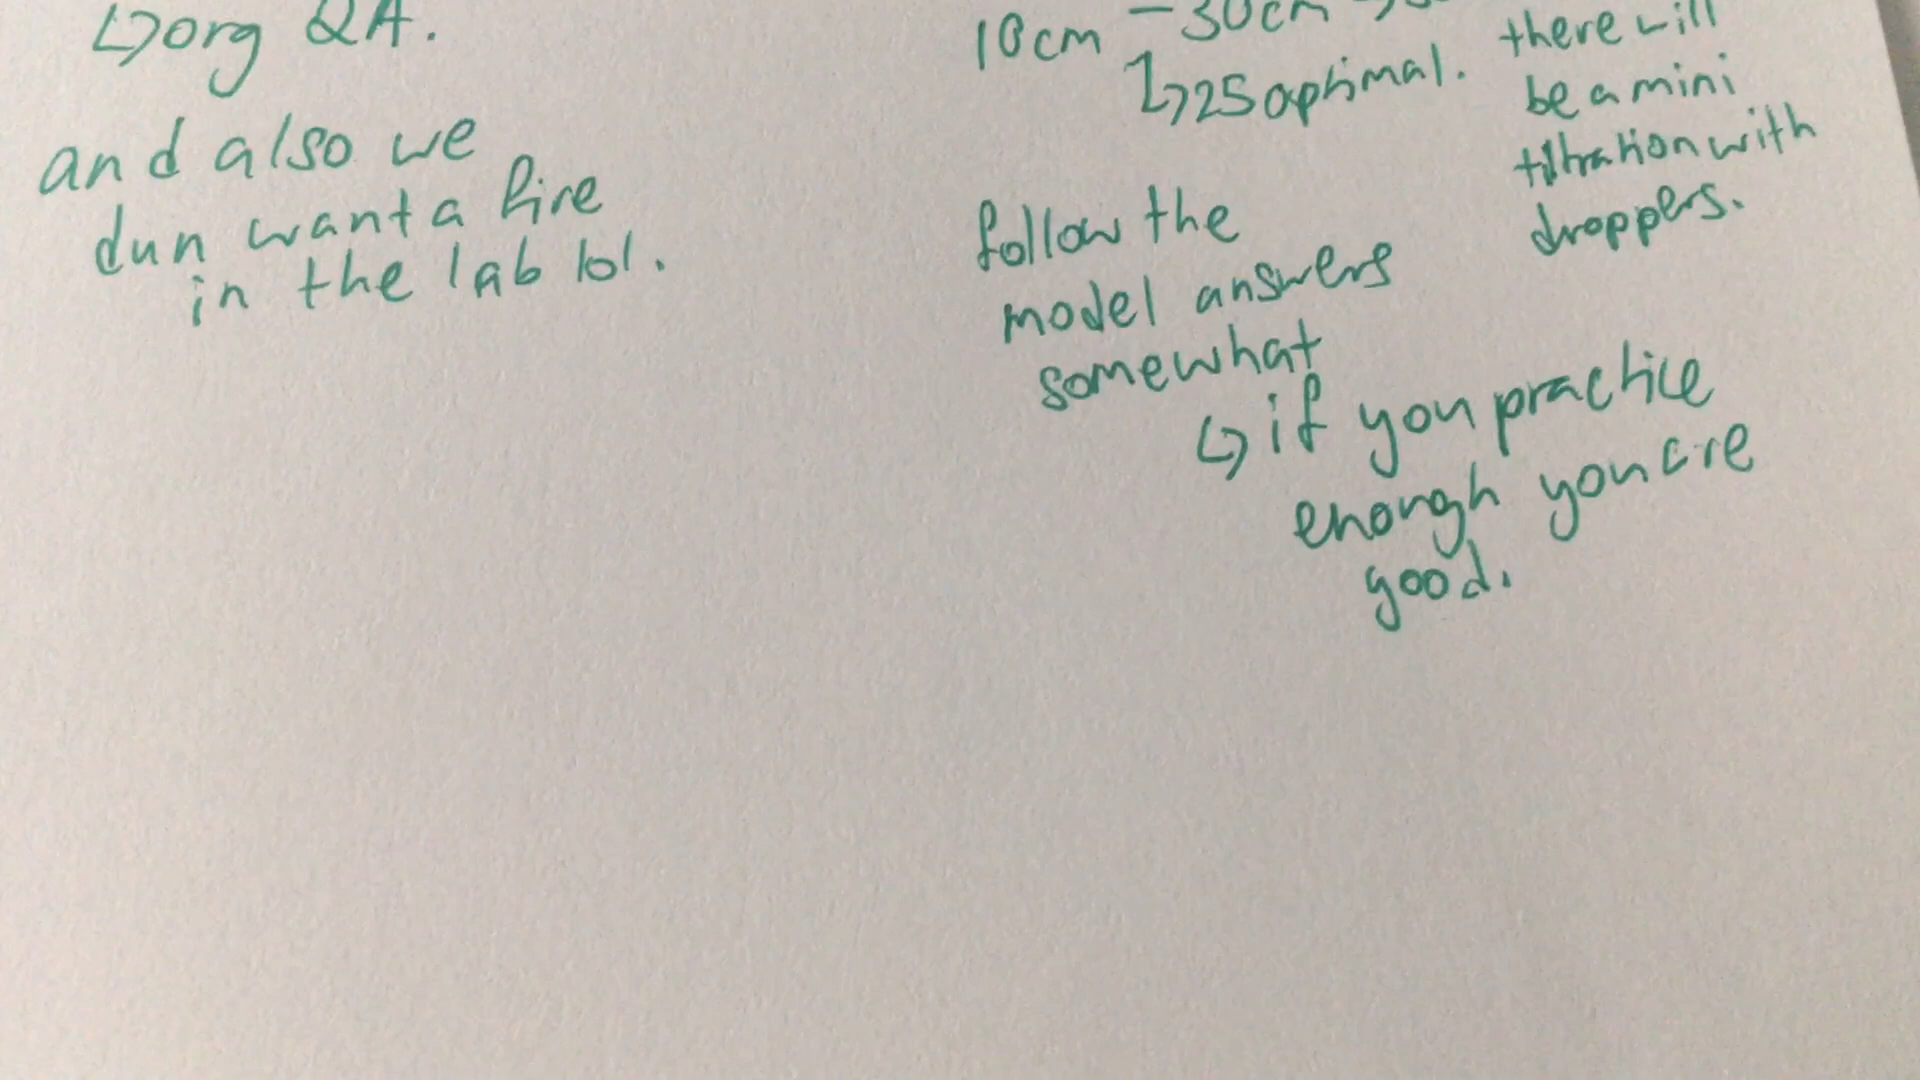 ↳org QA.
and also we
dun want a fire
in the lab lol.
10cm - 30cm →
↳25 optimal.
follow the
model answers
somewhat
↳ if you practice
enough you are
good.
there will
be a mini
titration with
droppers.